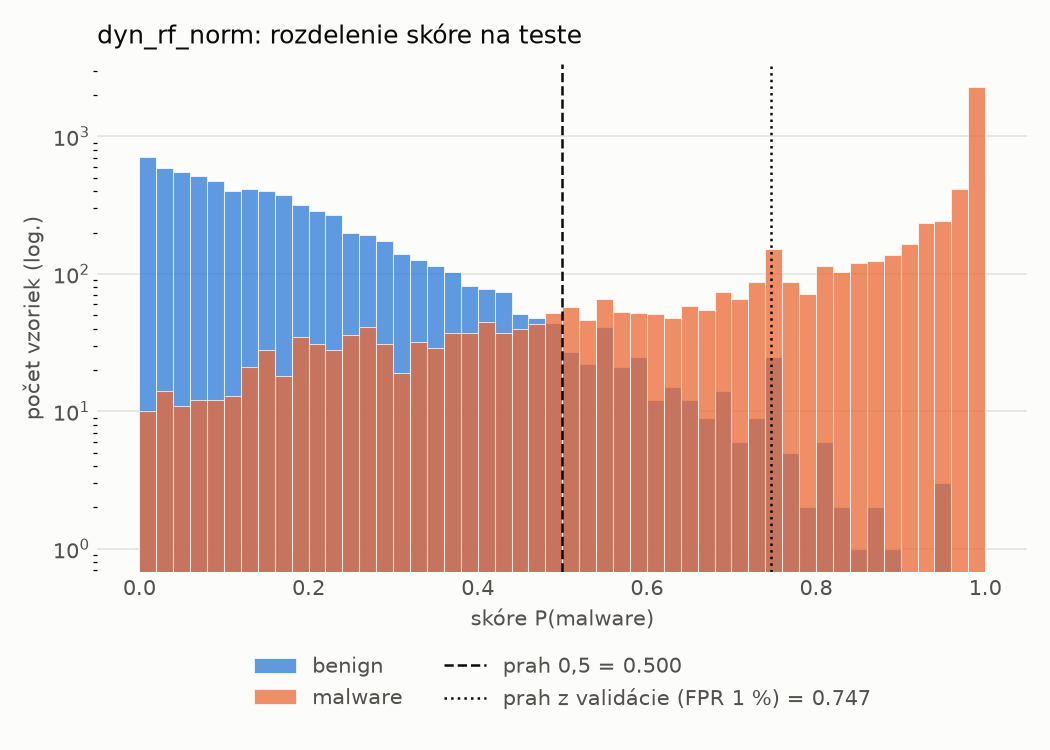 dyn_rf_norm: rozdelenie skóre na teste
počet vzoriek (log.)
10³
10²
10¹
10⁰
0.0 0.2 0.4 0.6 0.8 1.0
skóre P(malware)
benign
malware
prah 0,5 = 0.500
prah z validácie (FPR 1 %) = 0.747